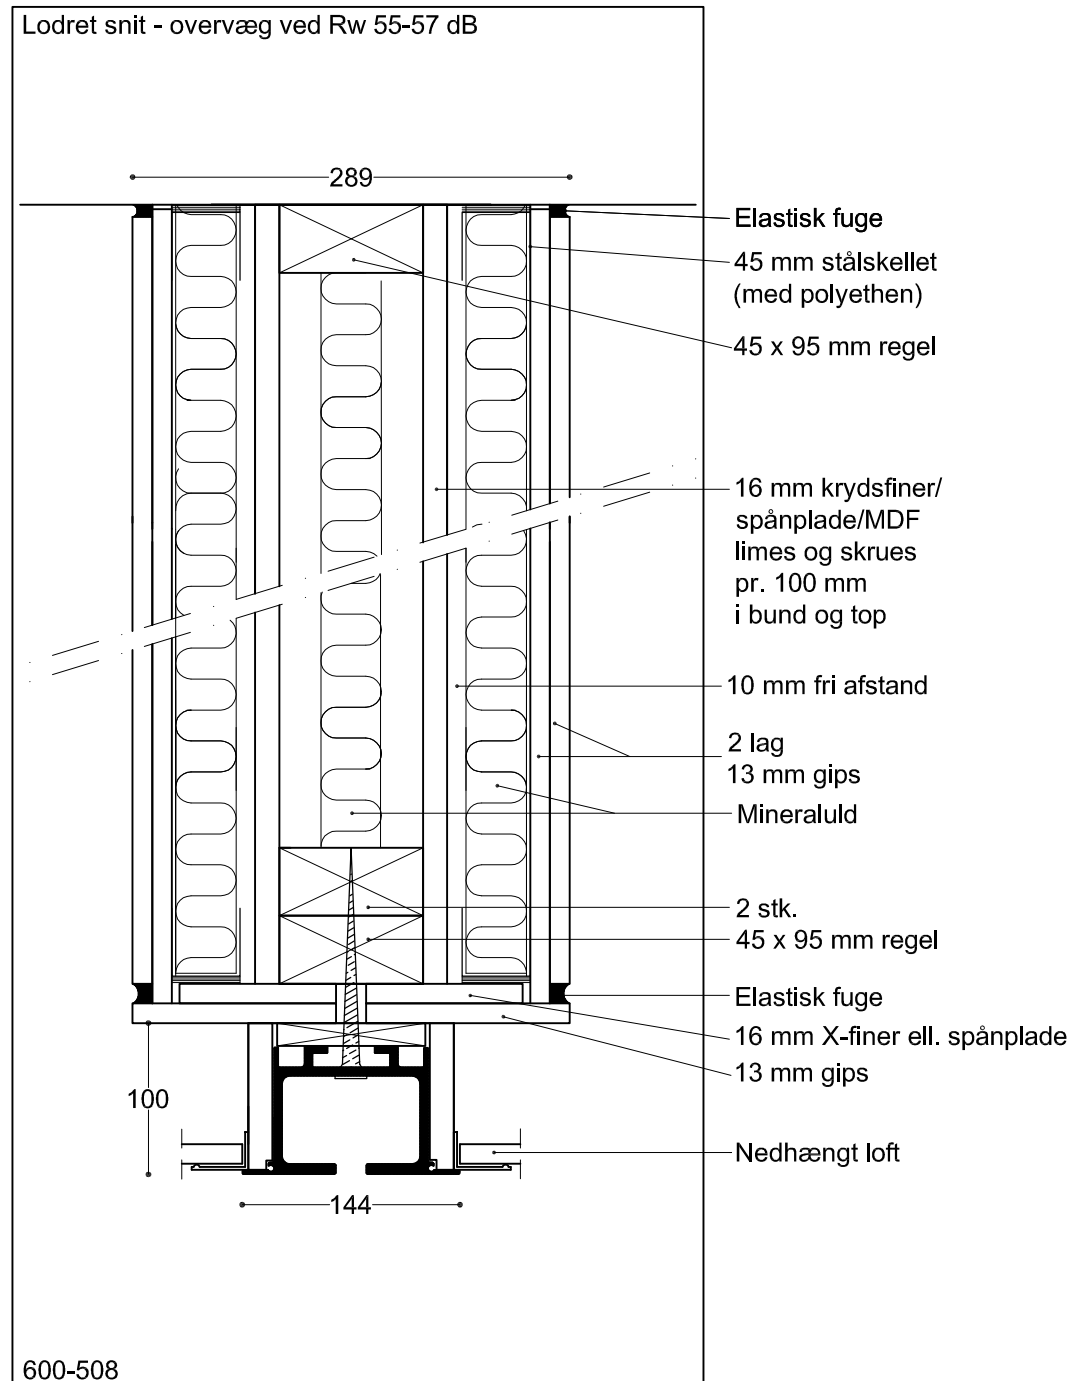 Lodret snit - overvæg ved Rw 55-57 dB
289
Elastisk fuge
45 mm stålskellet
(med polyethen)
45 x 95 mm regel
16 mm krydsfiner/
spånplade/MDF
limes og skrues
pr. 100 mm
i bund og top
10 mm fri afstand
2 lag
13 mm gips
Mineraluld
2 stk.
45 x 95 mm regel
Elastisk fuge
16 mm X-finer ell. spånplade
13 mm gips
100
Nedhængt loft
144
600-508